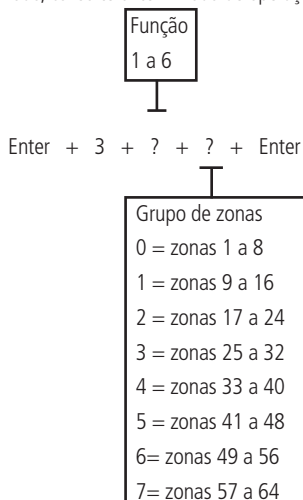 Função
1 a 6
Enter + 3 + ? + ? + Enter
Grupo de zonas
0 = zonas 1 a 8
1 = zonas 9 a 16
2 = zonas 17 a 24
3 = zonas 25 a 32
4 = zonas 33 a 40
5 = zonas 41 a 48
6= zonas 49 a 56
7= zonas 57 a 64